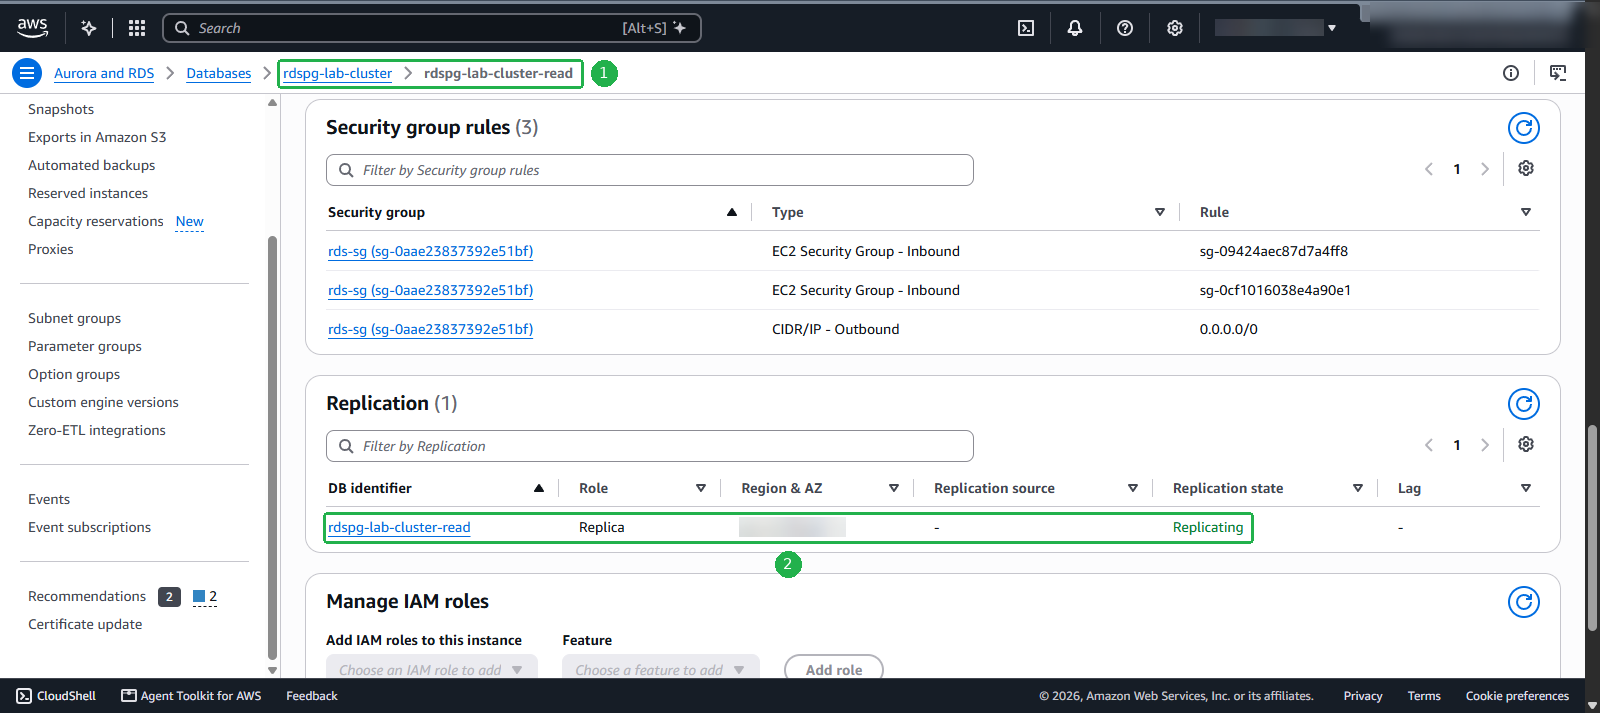 aws Search [Alt+S]
Aurora and RDS > Databases > rdspg-lab-cluster > rdspg-lab-cluster-read 1
Snapshots
Exports in Amazon S3
Automated backups
Reserved instances
Capacity reservations New
Proxies
Subnet groups
Parameter groups
Option groups
Custom engine versions
Zero-ETL integrations
Events
Event subscriptions
Recommendations 2 2
Certificate update
Security group rules (3)
Filter by Security group rules
1
Security group Type Rule
rds-sg (sg-0aae23837392e51bf) EC2 Security Group - Inbound sg-09424aec87d7a4ff8
rds-sg (sg-0aae23837392e51bf) EC2 Security Group - Inbound sg-0cf1016038e4a90e1
rds-sg (sg-0aae23837392e51bf) CIDR/IP - Outbound 0.0.0.0/0
Replication (1)
Filter by Replication
1
DB identifier Role Region & AZ Replication source Replication state Lag
rdspg-lab-cluster-read Replica - Replicating -
2
Manage IAM roles
Add IAM roles to this instance Feature
Choose an IAM role to add Choose a feature to add Add role
CloudShell Agent Toolkit for AWS Feedback © 2026, Amazon Web Services, Inc. or its affiliates. Privacy Terms Cookie preferences